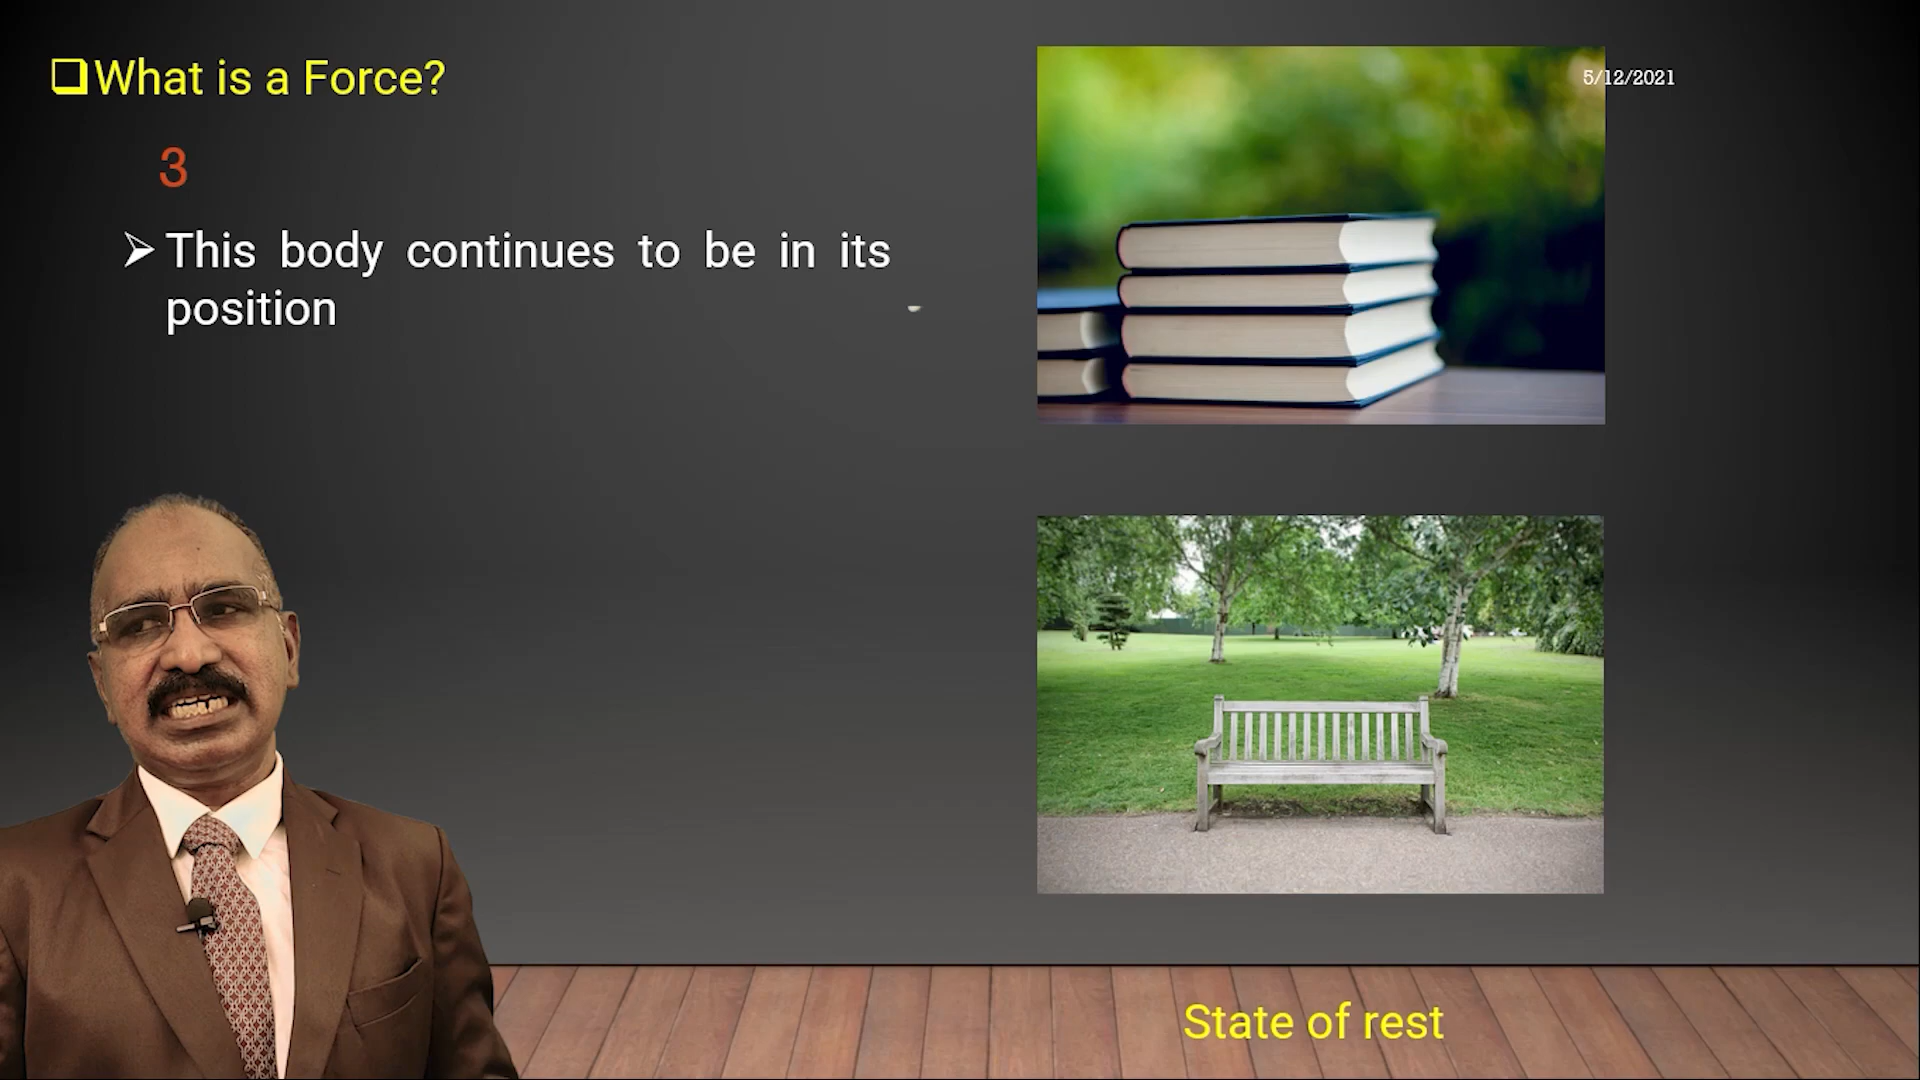 What is a Force?
5/12/2021
3
This body continues to be in its
position
State of rest